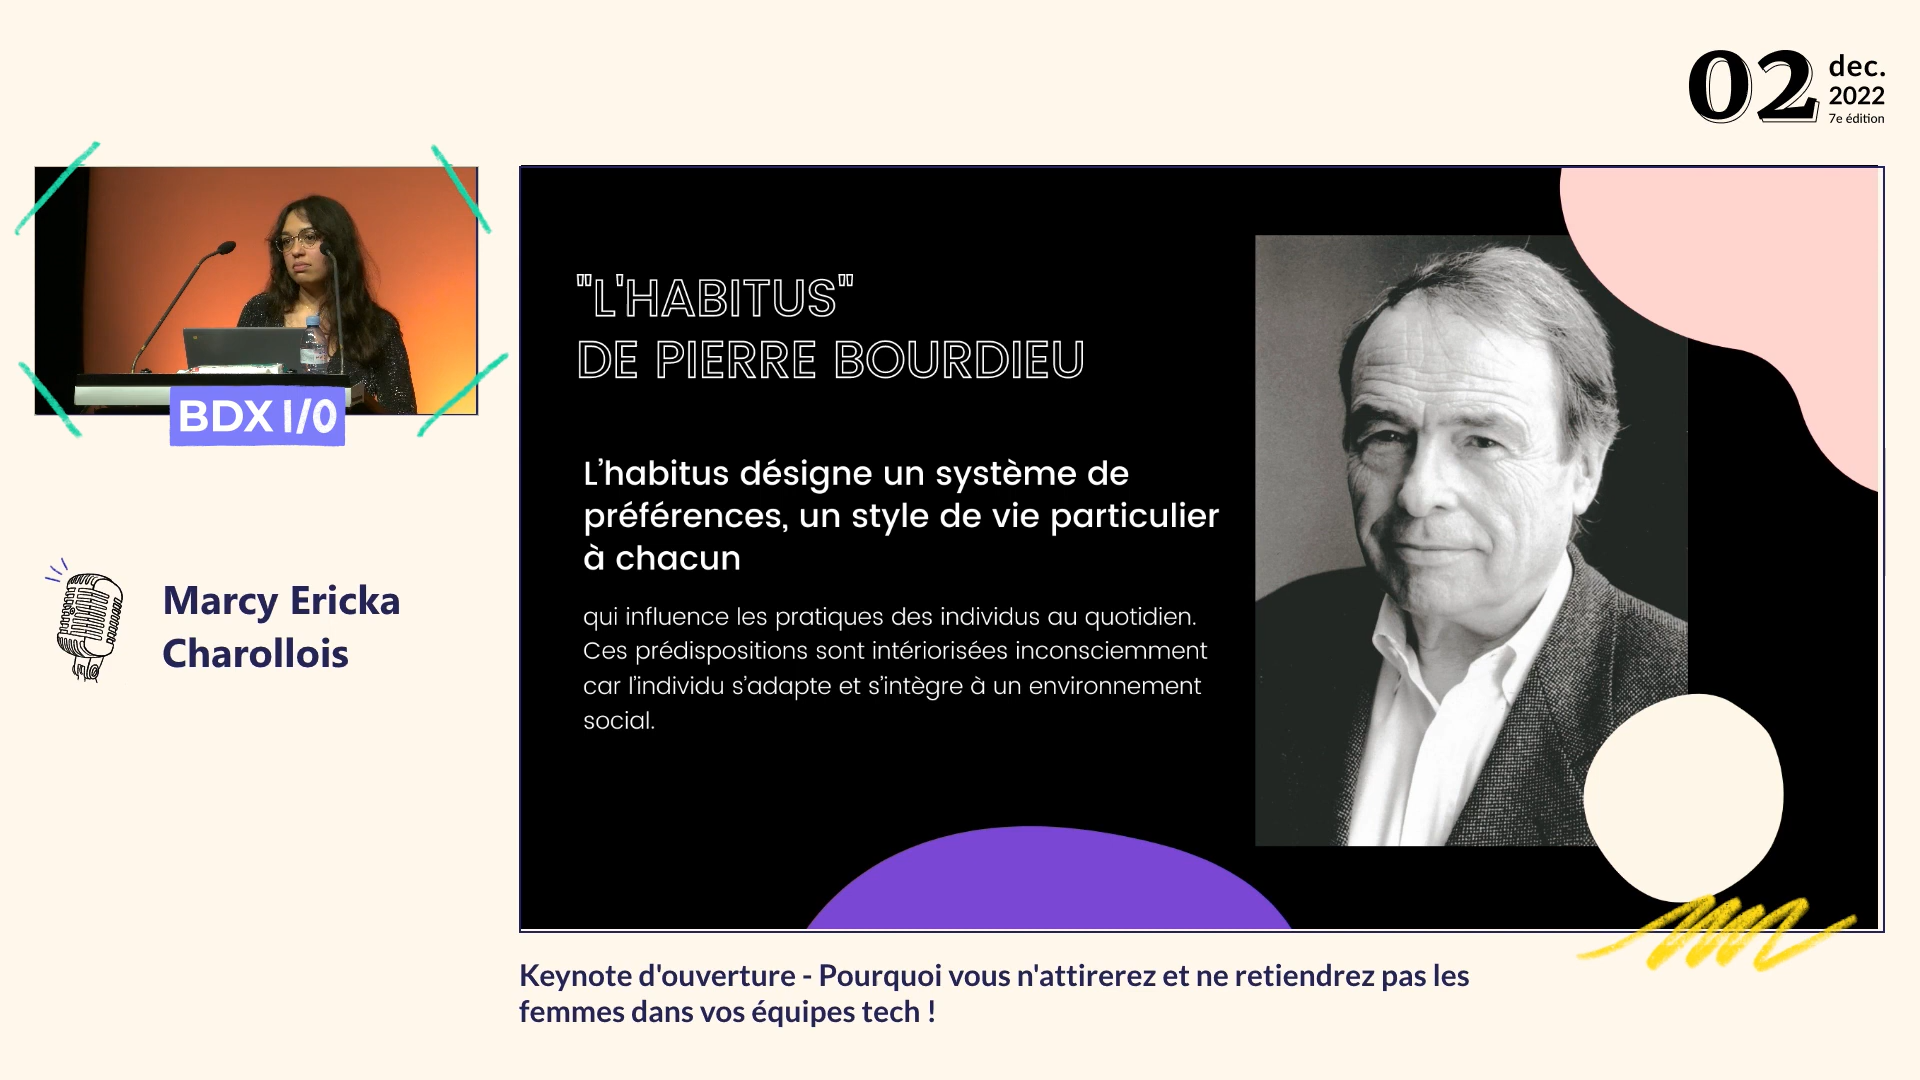 02
dec.
2022
7e édition
"L'HABITUS"
DE PIERRE BOURDIEU
L'habitus désigne un système de
préférences, un style de vie particulier
à chacun
qui influence les pratiques des individus au quotidien.
Ces prédispositions sont intériorisées inconsciemment
car l'individu s'adapte et s'intègre à un environnement
social.
BDX I/O
Marcy Ericka
Charollois
Keynote d'ouverture - Pourquoi vous n'attirerez et ne retiendrez pas les
femmes dans vos équipes tech !